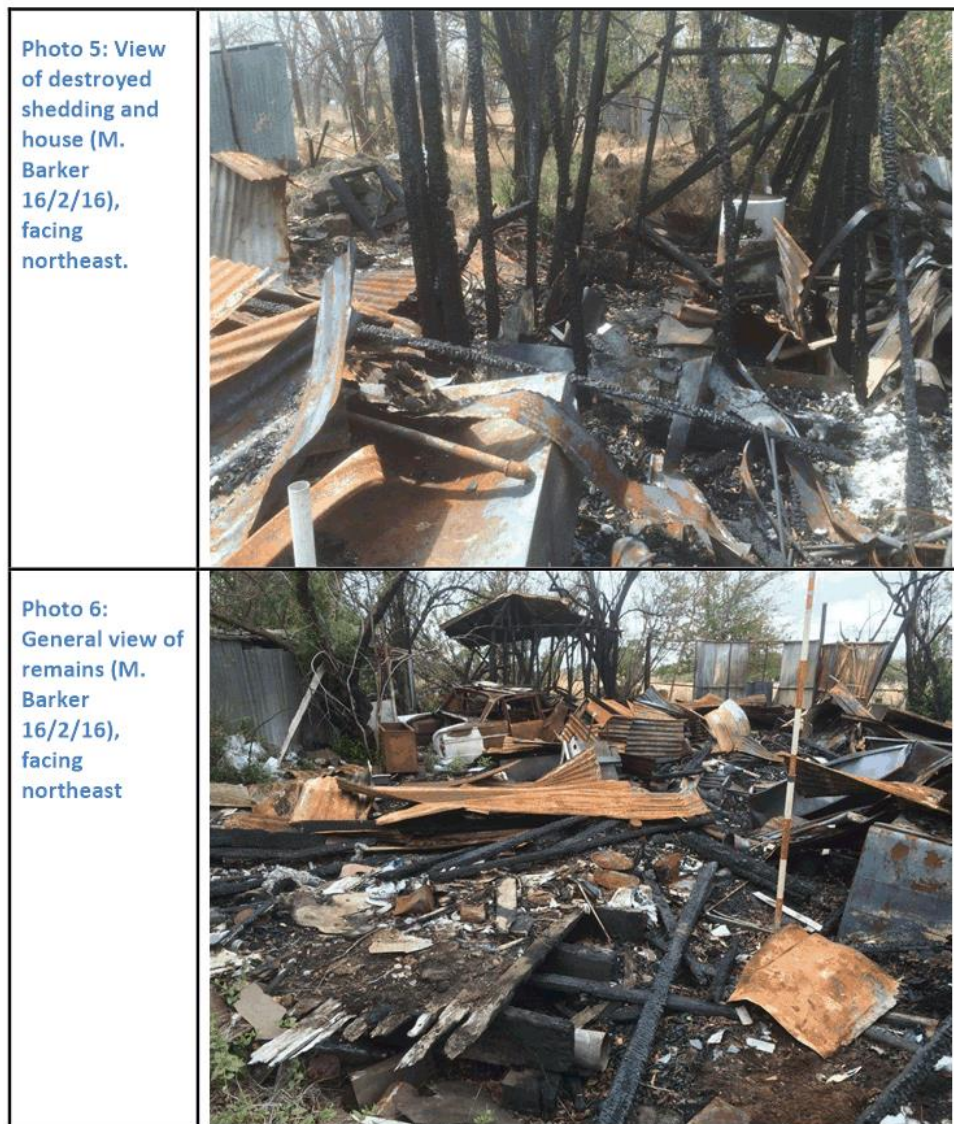 Photo 5: View
of destroyed
shedding and
house (M.
Barker
16/2/16),
facing
northeast.
Photo 6:
General view of
remains (M.
Barker
16/2/16),
facing
northeast